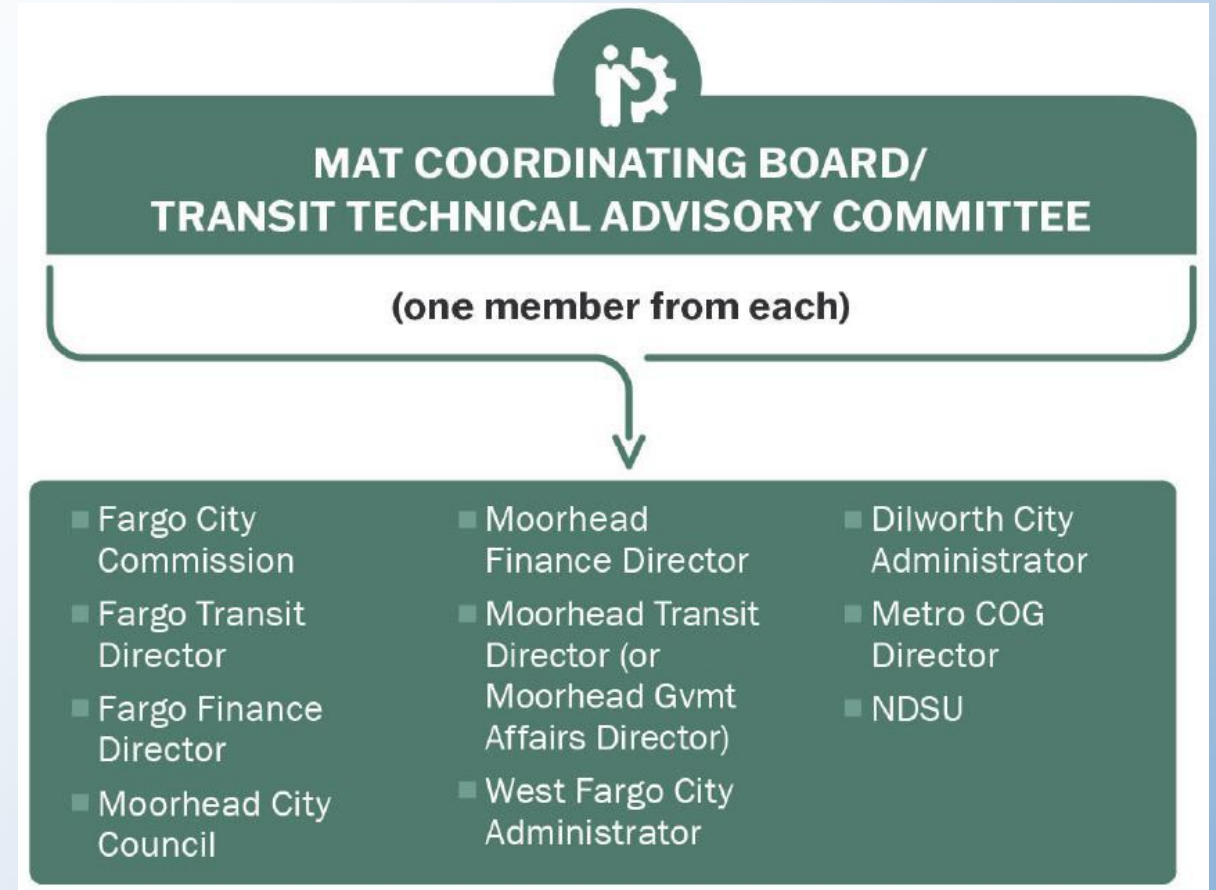 MAT COORDINATING BOARD/
TRANSIT TECHNICAL ADVISORY COMMITTEE
(one member from each)
Fargo City
Commission
Fargo Transit
Director
Fargo Finance
Director
Moorhead City
Council
Moorhead
Finance Director
Moorhead Transit
Director (or
Moorhead Gvmt
Affairs Director)
West Fargo City
Administrator
Dilworth City
Administrator
Metro COG
Director
NDSU